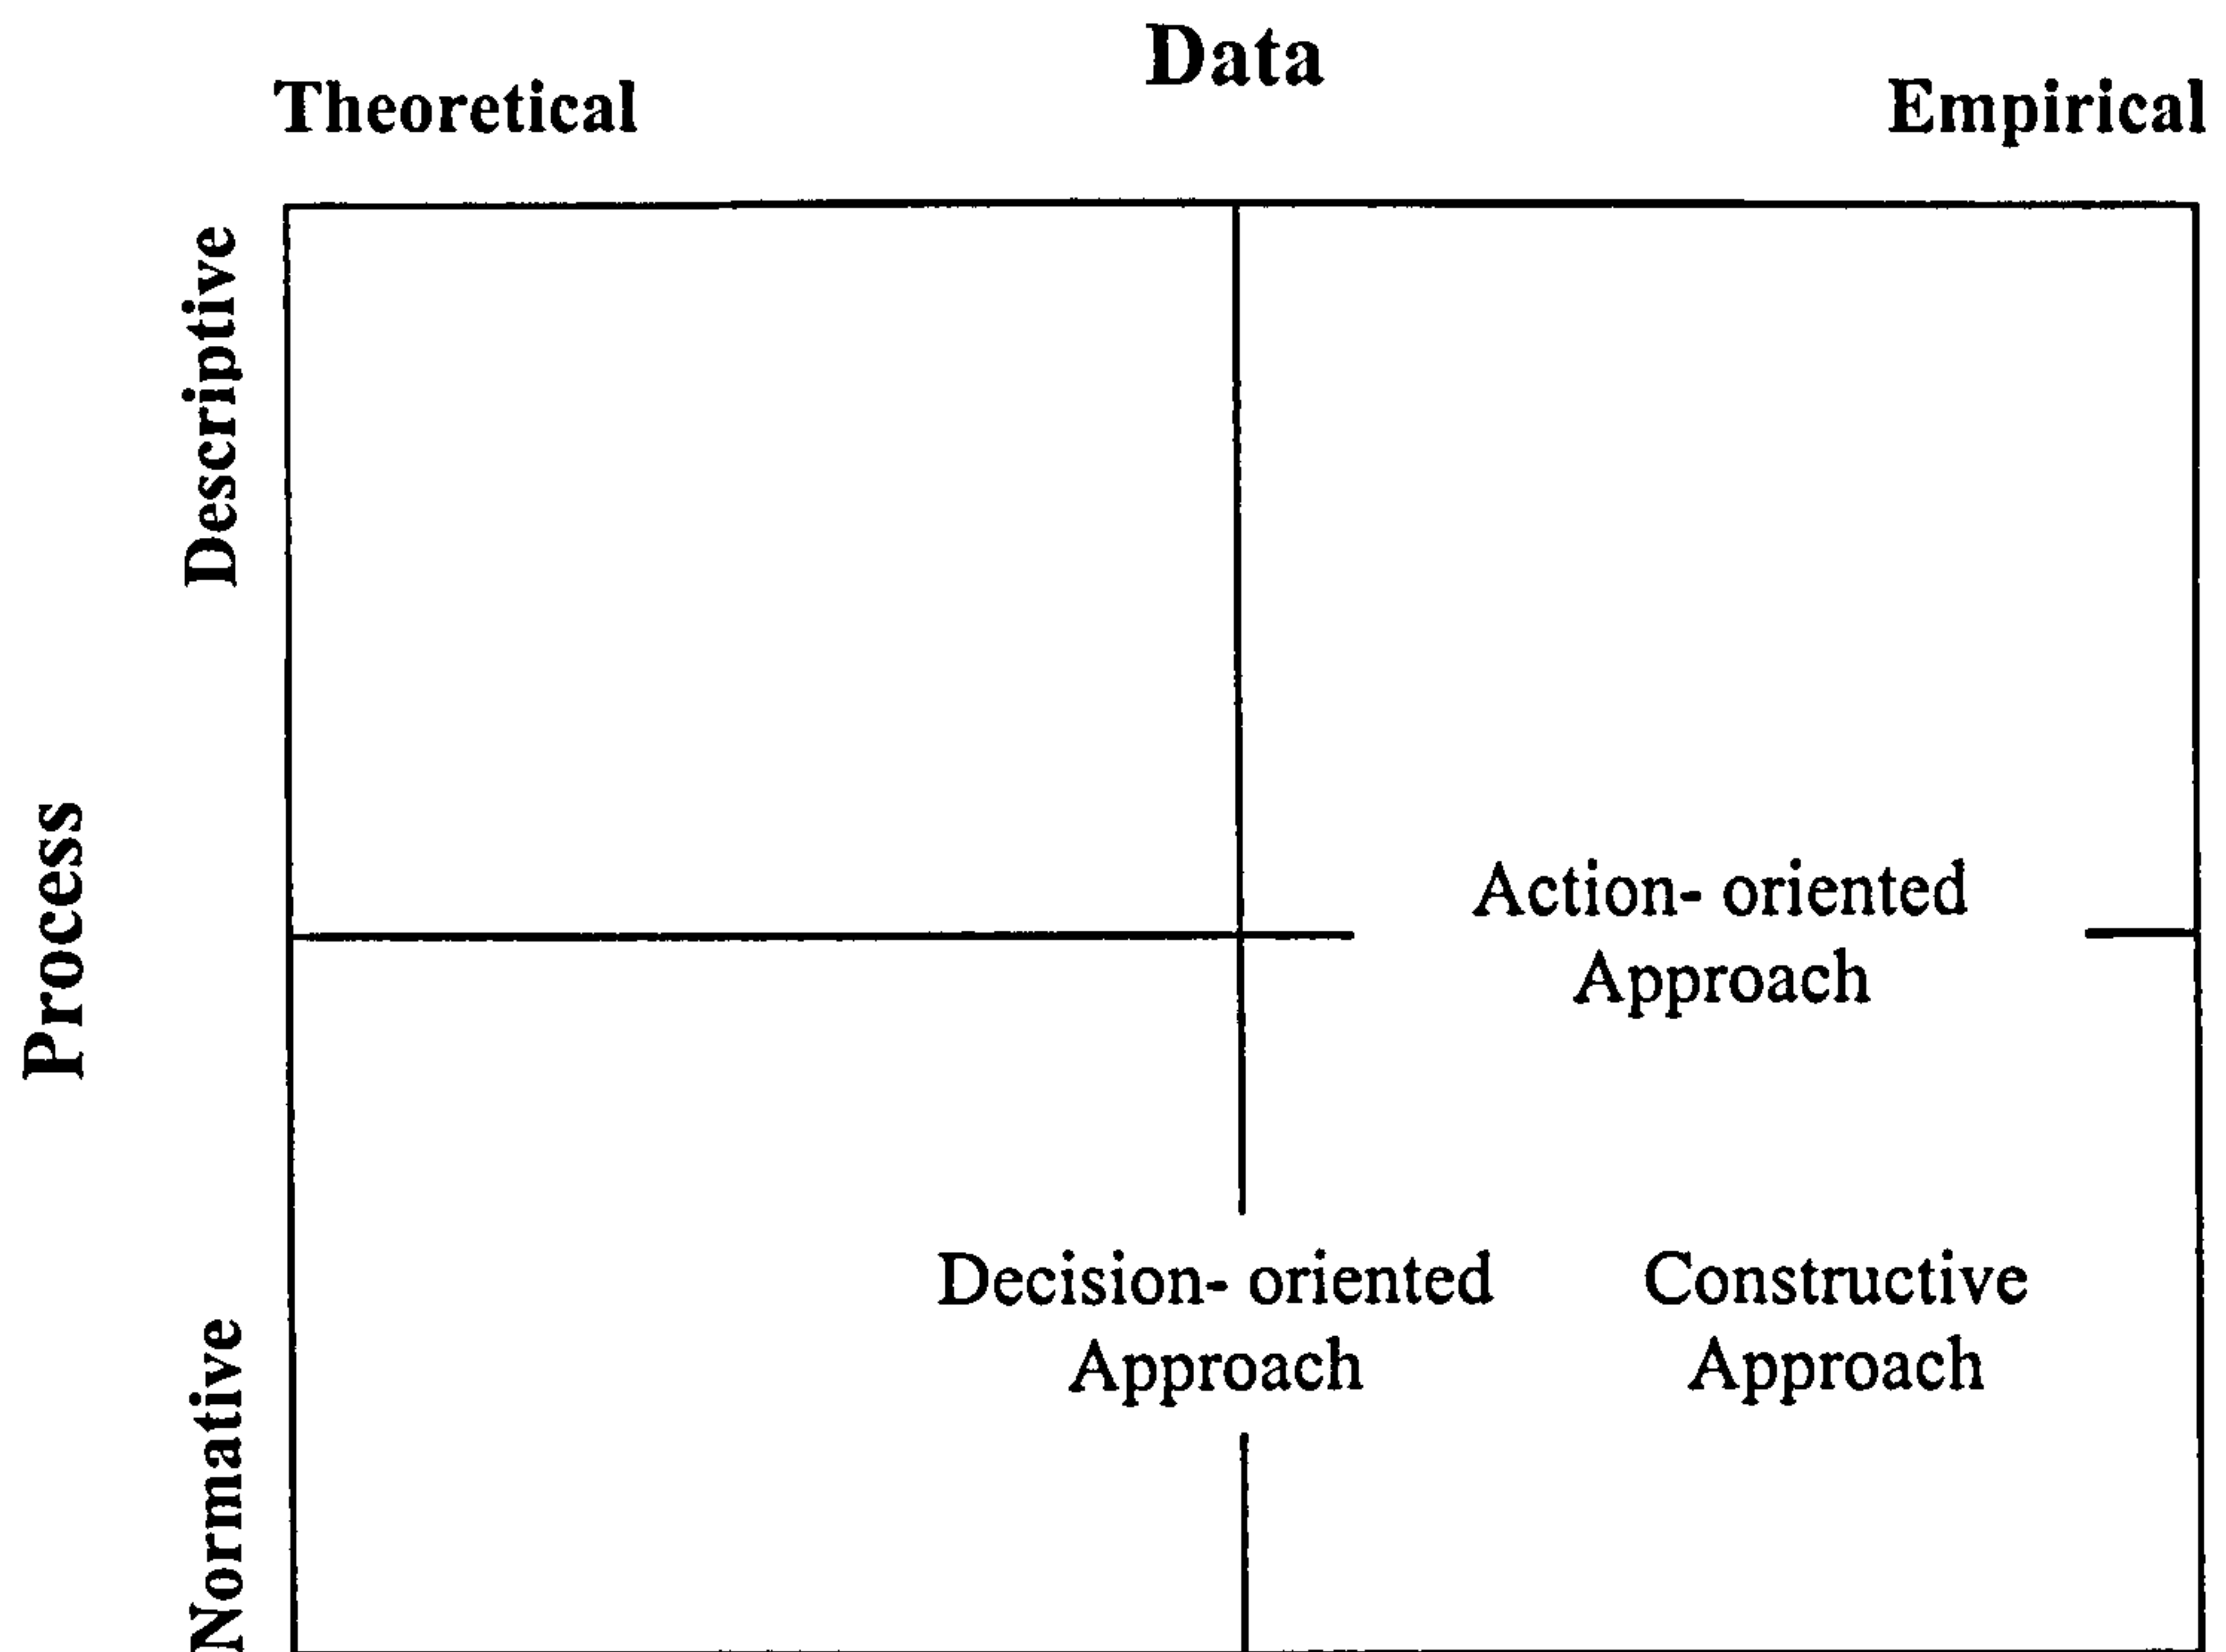 Data
Theoretical
Empirical
Descriptive
Process
Normative
Action- oriented
Approach
Decision- oriented
Approach
Constructive
Approach